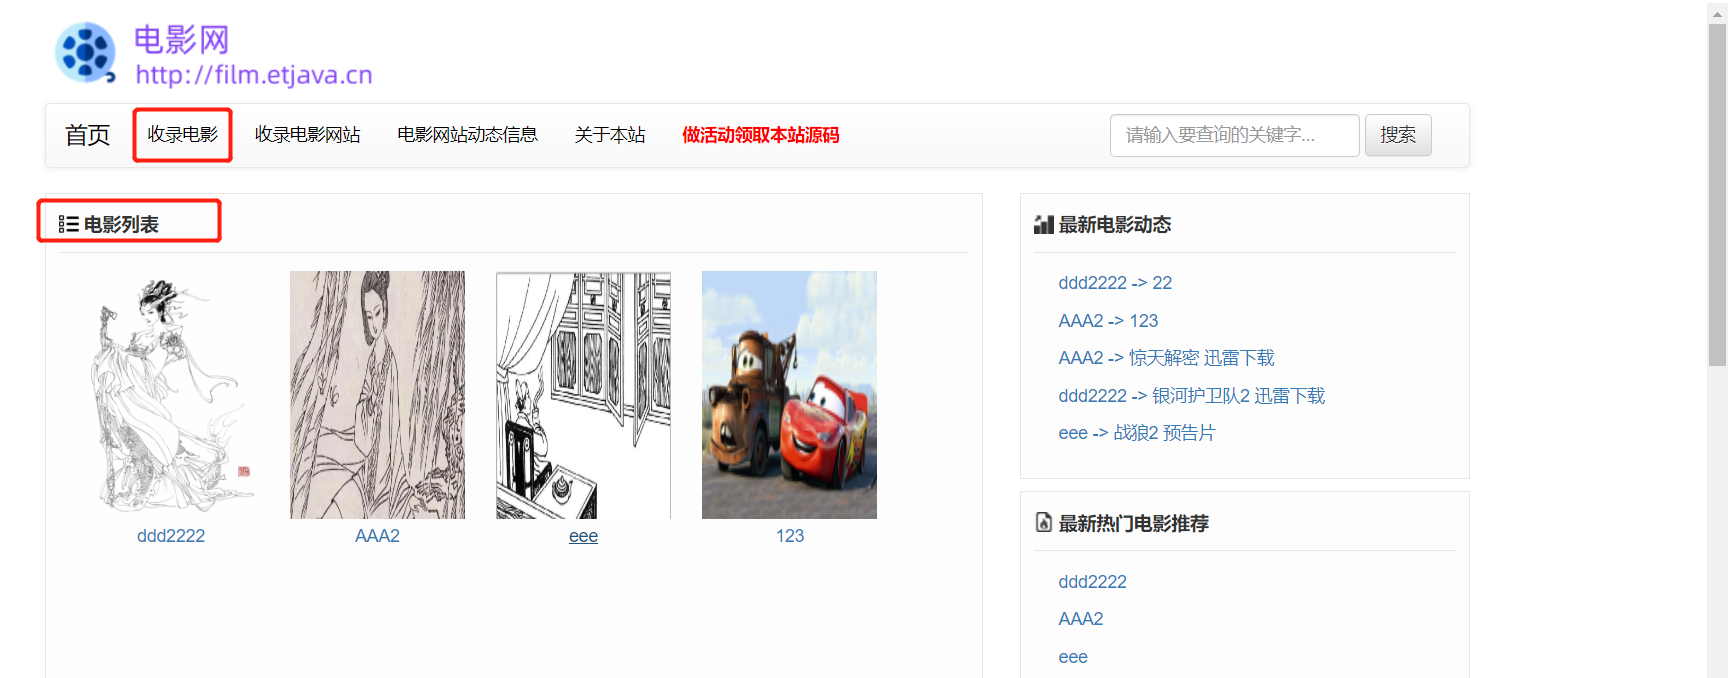 电影网
http://film.etjava.cn
首页 收录电影 收录电影网站 电影网站动态信息 关于本站 做活动领取本站源码 请输入要查询的关键字... 搜索
电影列表
ddd2222 AAA2 eee 123
最新电影动态
ddd2222 -> 22
AAA2 -> 123
AAA2 -> 惊天解密 迅雷下载
ddd2222 -> 银河护卫队2 迅雷下载
eee -> 战狼2 预告片
最新热门电影推荐
ddd2222
AAA2
eee